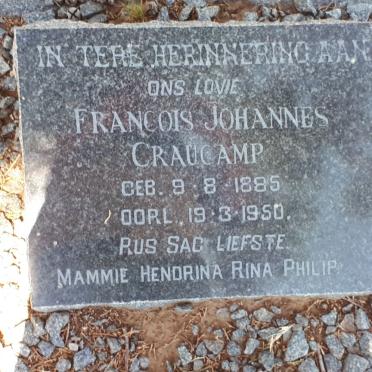 IN TERE HERINNERING AAN
ONS LOVIE
FRANCOIS JOHANNES
CRAUCAMP
GEB. 9-8-1895
OORL. 19-3-1950.
RUS SAG LIEFSTE.
MAMMIE HENDRINA RINA PHILIP.